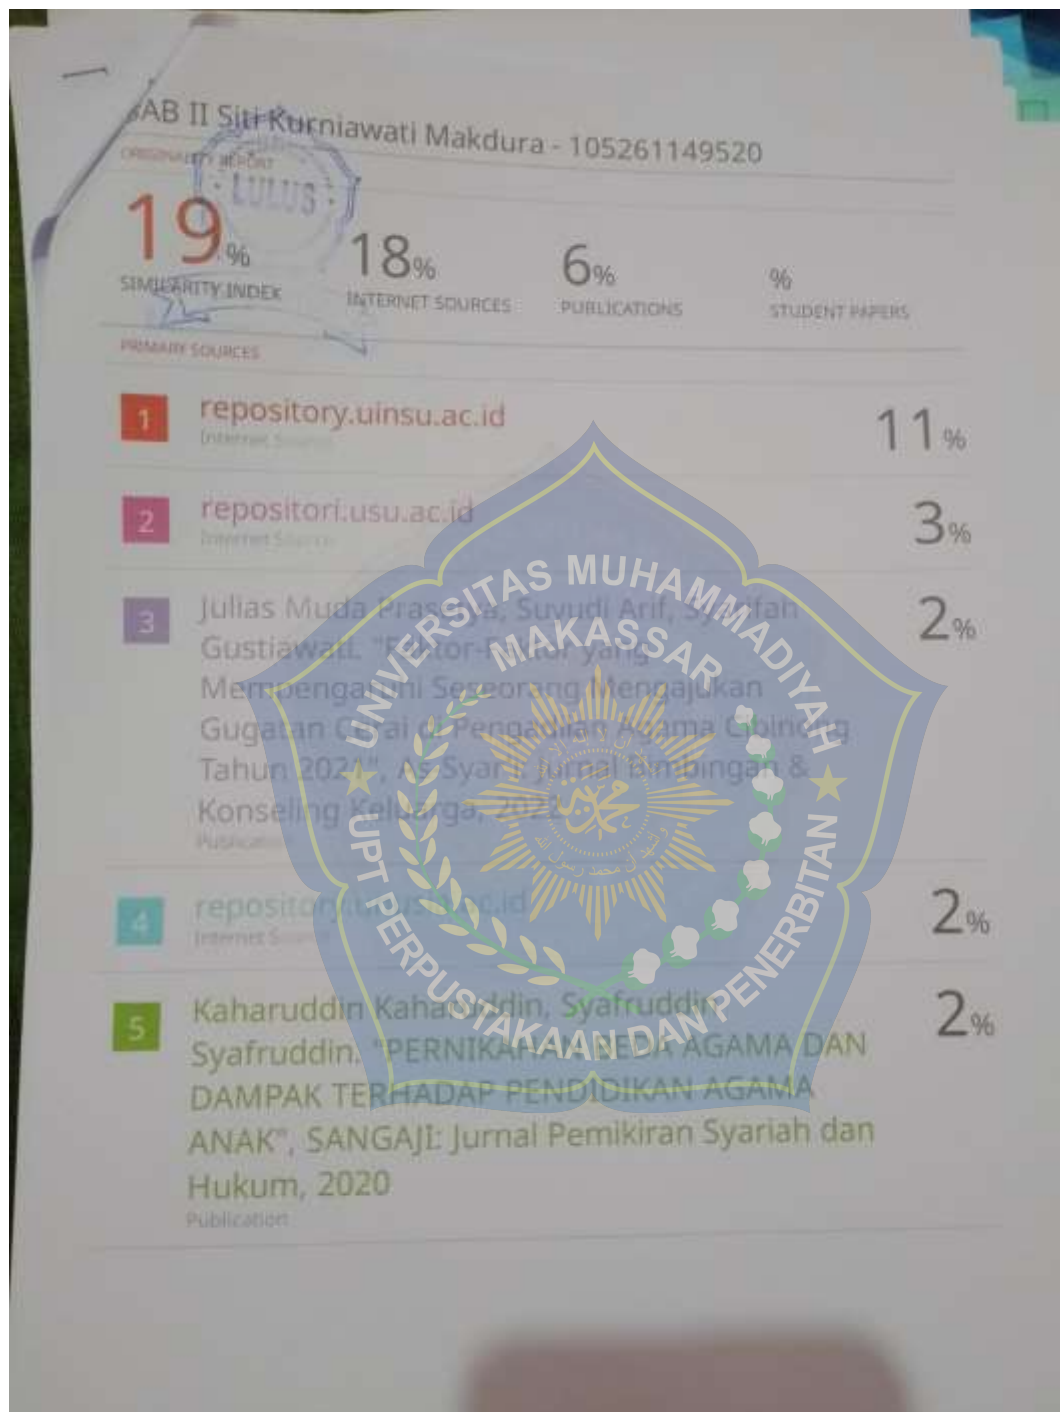 BAB II Siti Kurniawati Makdura - 105261149520
ORIGINALITY REPORT
LULUS
19%
SIMILARITY INDEX
18%
INTERNET SOURCES
6%
PUBLICATIONS
%
STUDENT PAPERS
PRIMARY SOURCES
1
repository.uinsu.ac.id
Internet Source
11%
2
repositori.usu.ac.id
Internet Source
3%
3
Julias Muda Suyudi Arif,
Gustiawati. "Faktor-Faktor yang
Mempengaruhi Seseorang Mengajukan
Gugatan Cerai di Pengadilan Agama Cibinong
Tahun As-Syar'i: Jurnal Bimbingan &
Konseling Keluarga, 2022
Publication
2%
4
Internet Source
2%
5
Kaharuddin Kaharuddin, Syafruddin
Syafruddin. "PERNIKAHAN BEDA AGAMA DAN
DAMPAK TERHADAP PENDIDIKAN AGAMA
ANAK", SANGAJI: Jurnal Pemikiran Syariah dan
Hukum, 2020
Publication
2%
UNIVERSITAS MUHAMMADIYAH
MAKASSAR
UPT PERPUSTAKAAN DAN PENERBITAN
محمدية